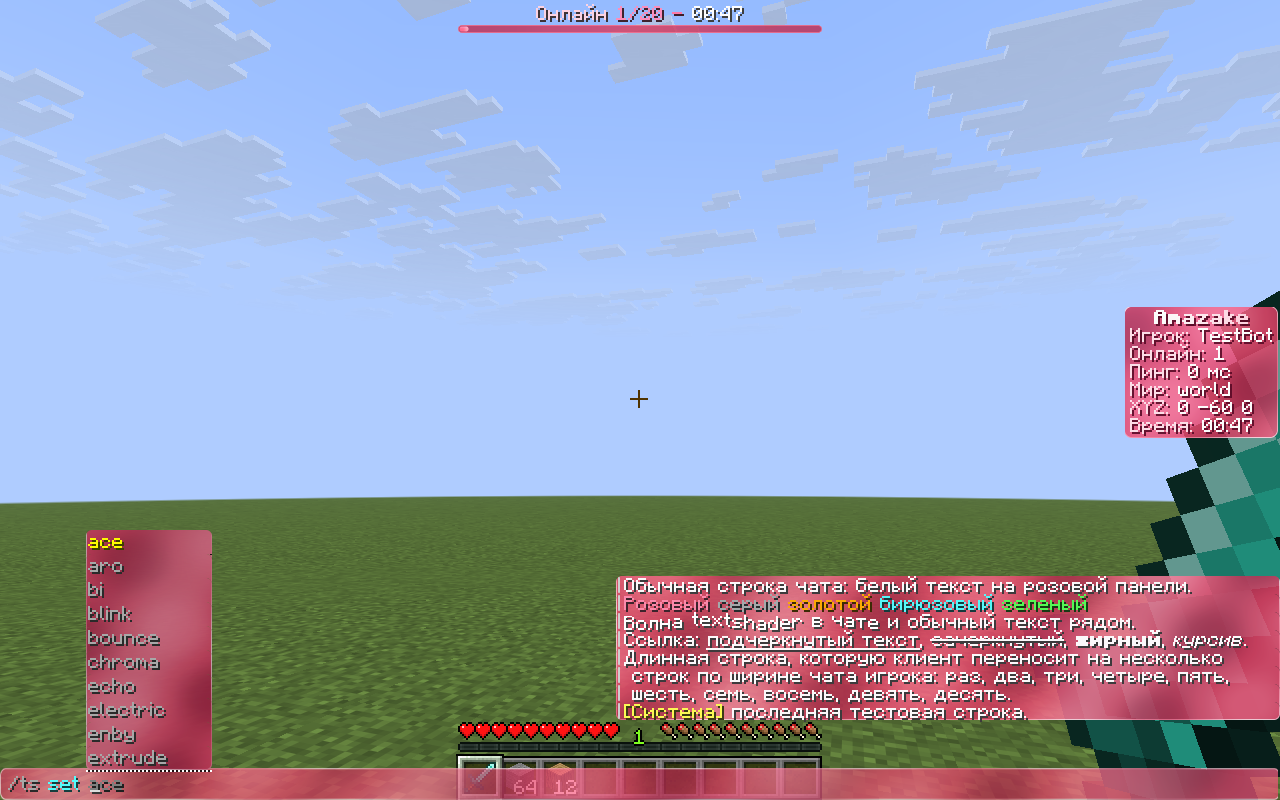 Онлайн 1/20 - 00:47
Amazake
Игрок: TestBot
Онлайн: 1
Пинг: 0 мс
Мир: world
XYZ: 0 -60 0
Время: 00:47
ace
aro
bi
blink
bounce
chroma
echo
electric
enby
extrude
Обычная строка чата: белый текст на розовой панели.
Розовый серый золотой бирюзовый зеленый
Волна textshader в чате и обычный текст рядом.
Ссылка: подчеркнутый текст, зачеркнутый, жирный, курсив.
Длинная строка, которую клиент переносит на несколько
строк по ширине чата игрока: раз, два, три, четыре, пять,
шесть, семь, восемь, девять, десять.
[Система] последняя тестовая строка.
1
64 12
/ts set ace